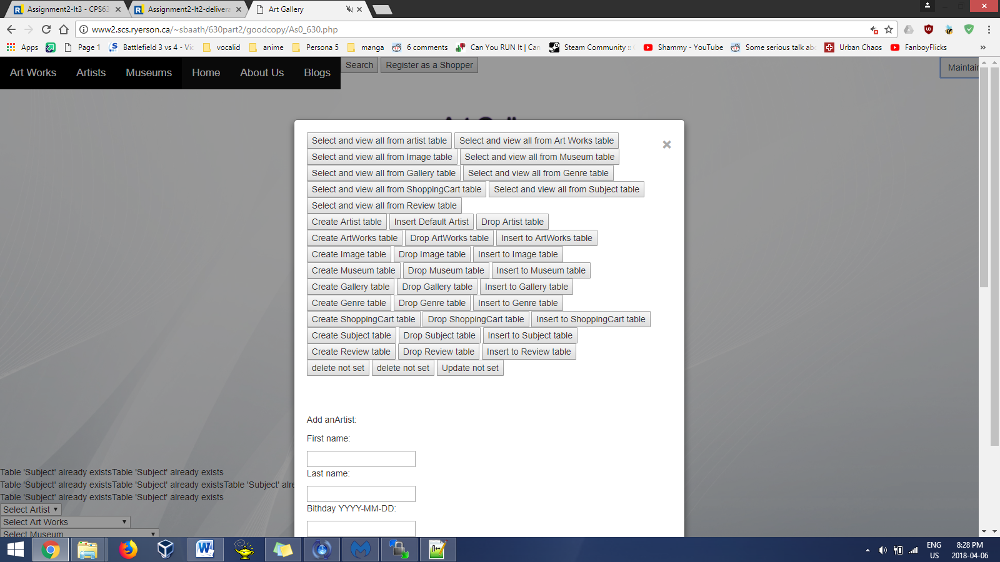 Assignment2-It3 - CPS63
Assignment2-It2-delivera
Art Gallery
www2.scs.ryerson.ca/~sbaath/630part2/goodcopy/As0_630.php
Apps Page 1 Battlefield 3 vs 4 - Vic vocalid anime Persona 5 manga 6 comments Can You RUN It | Can Steam Community :: Shammy - YouTube Some serious talk abo Urban Chaos FanboyFlicks »
Art Works Artists Museums Home About Us Blogs Search Register as a Shopper Maintain
Select and view all from artist table Select and view all from Art Works table
Select and view all from Image table Select and view all from Museum table
Select and view all from Gallery table Select and view all from Genre table
Select and view all from ShoppingCart table Select and view all from Subject table
Select and view all from Review table
Create Artist table Insert Default Artist Drop Artist table
Create ArtWorks table Drop ArtWorks table Insert to ArtWorks table
Create Image table Drop Image table Insert to Image table
Create Museum table Drop Museum table Insert to Museum table
Create Gallery table Drop Gallery table Insert to Gallery table
Create Genre table Drop Genre table Insert to Genre table
Create ShoppingCart table Drop ShoppingCart table Insert to ShoppingCart table
Create Subject table Drop Subject table Insert to Subject table
Create Review table Drop Review table Insert to Review table
delete not set delete not set Update not set
Add anArtist:
First name:
Last name:
Bithday YYYY-MM-DD:
Table 'Subject' already existsTable 'Subject' already exists
Table 'Subject' already existsTable 'Subject' already existsTable 'Subject' alre
Table 'Subject' already existsTable 'Subject' already exists
Select Artist
Select Art Works
Select Museum
ENG
US
8:28 PM
2018-04-06